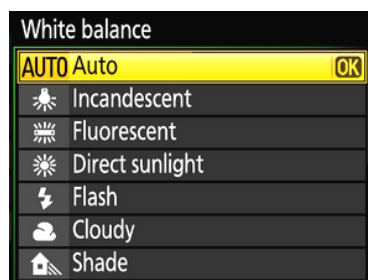 White balance
AUTO Auto OK
Incandescent
Fluorescent
Direct sunlight
Flash
Cloudy
Shade